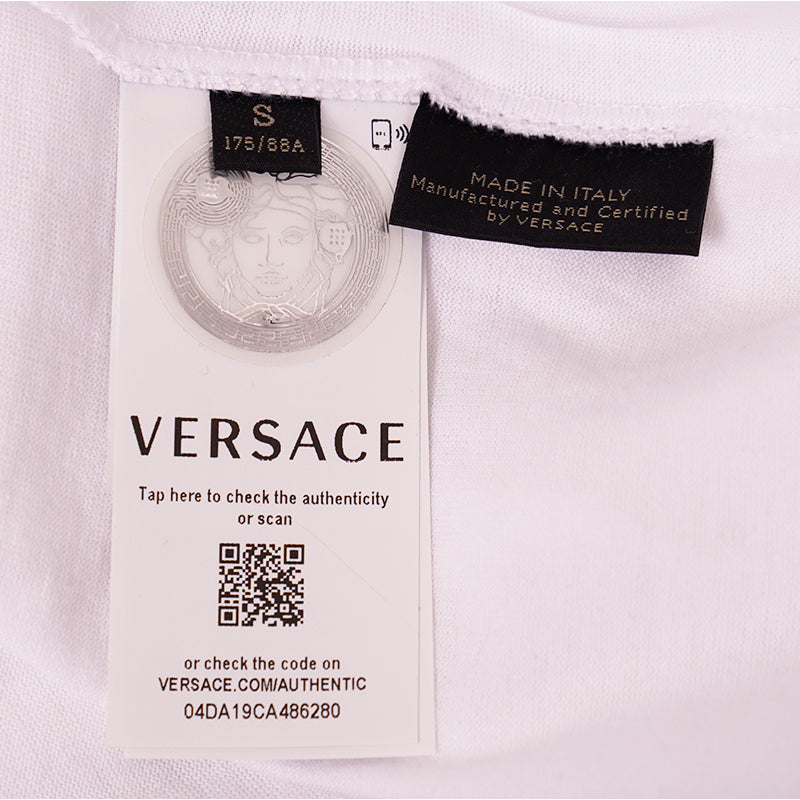 S
175/88A
MADE IN ITALY
Manufactured and Certified
by VERSACE
VERSACE
Tap here to check the authenticity
or scan
or check the code on
VERSACE.COM/AUTHENTIC
04DA19CA486280